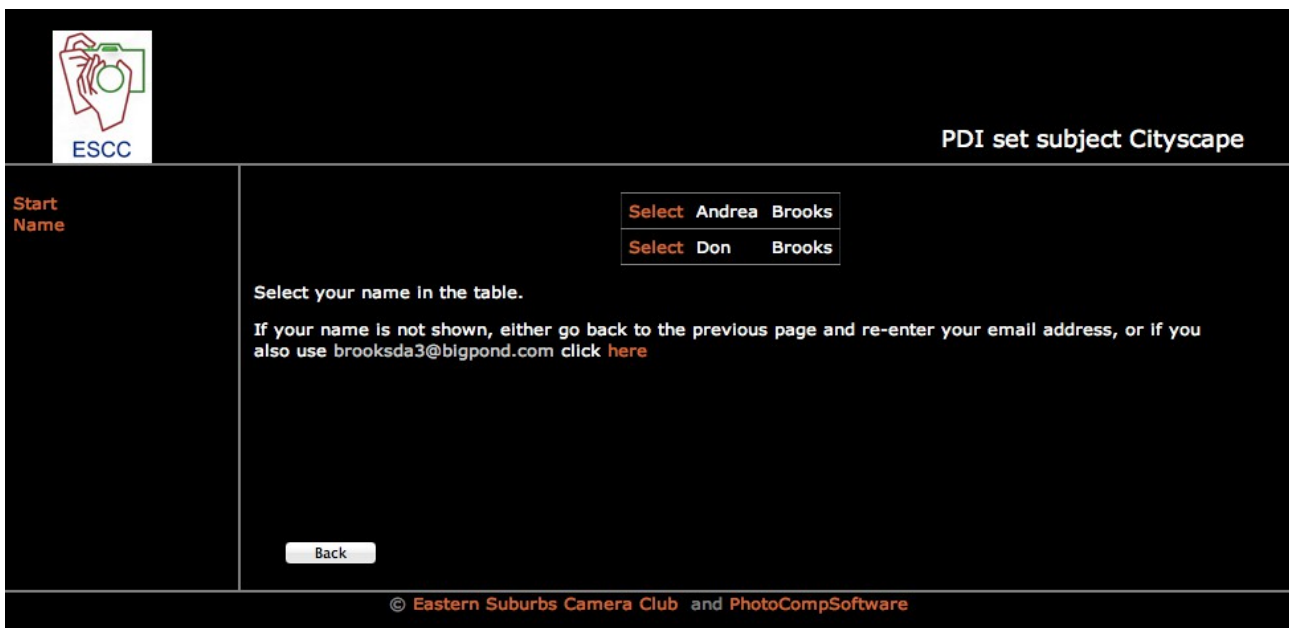 ESCC
PDI set subject Cityscape
Start
Name
Select Andrea Brooks
Select Don Brooks
Select your name in the table.
If your name is not shown, either go back to the previous page and re-enter your email address, or if you
also use brooksda3@bigpond.com click here
Back
© Eastern Suburbs Camera Club and PhotoCompSoftware